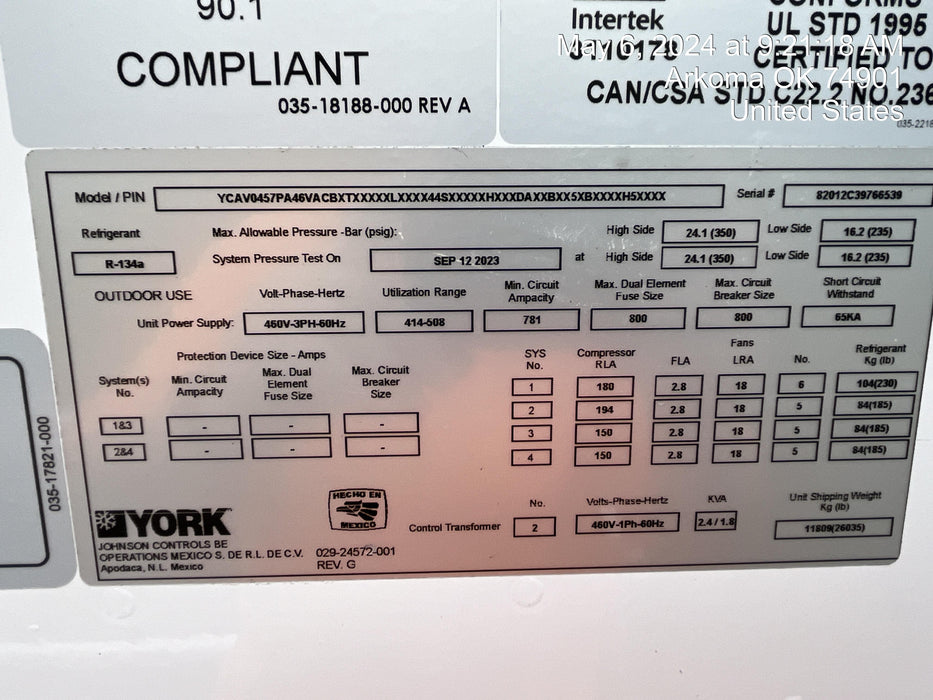 90.1
COMPLIANT
035-18188-000 REV A
CONFORMS
Intertek
UL STD 1995
May 6, 2024 at 9:21:18 AM
CERTIFIED TO
Arkoma OK 74901
CAN/CSA STD C22.2 NO.236
United States
Model / PIN YCAV0457PA46VACBXTXXXXXLXXXX44SXXXXXHXXXDAXXBXX5XBXXXXH5XXXX Serial # 82012C39766539
Refrigerant Max. Allowable Pressure -Bar (psig): High Side 24.1 (350) Low Side 16.2 (235)
R-134a System Pressure Test On SEP 12 2023 at High Side 24.1 (350) Low Side 16.2 (235)
OUTDOOR USE Volt-Phase-Hertz Utilization Range Min. Circuit Ampacity Max. Dual Element Fuse Size Max. Circuit Breaker Size Short Circuit Withstand
Unit Power Supply: 460V-3PH-60Hz 414-508 781 800 800 65KA
Protection Device Size - Amps
System(s) No. Min. Circuit Ampacity Max. Dual Element Fuse Size Max. Circuit Breaker Size
1&3 - - -
2&4 - - -
Fans
SYS No. Compressor RLA FLA LRA No. Refrigerant Kg (lb)
1 180 2.8 18 6 104(230)
2 194 2.8 18 5 84(185)
3 150 2.8 18 5 84(185)
4 150 2.8 18 5 84(185)
No. Volts-Phase-Hertz KVA Unit Shipping Weight Kg (lb)
Control Transformer 2 460V-1Ph-60Hz 2.4 / 1.8 11809(26035)
HECHO EN
MEXICO
YORK
JOHNSON CONTROLS BE
OPERATIONS MEXICO S. DE R.L. DE C.V.
Apodaca, N.L. Mexico
029-24572-001
REV. G
035-17821-000